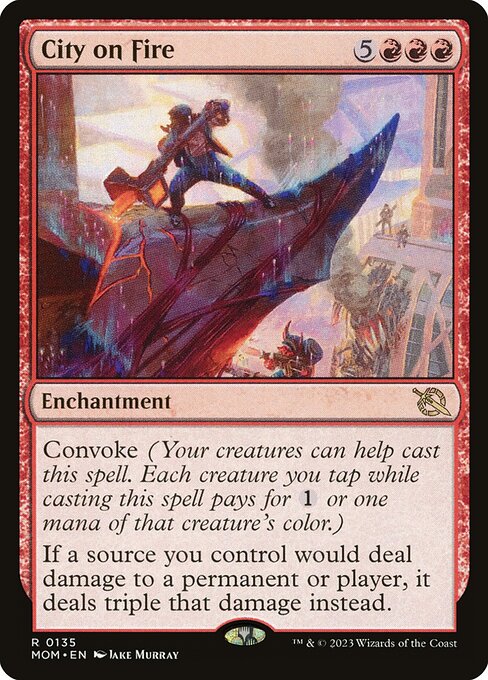 City on Fire 5
Enchantment
Convoke (Your creatures can help cast
this spell. Each creature you tap while
casting this spell pays for 1 or one
mana of that creature's color.)
If a source you control would deal
damage to a permanent or player, it
deals triple that damage instead.
R 0135
MOM • EN JAKE MURRAY
™ & © 2023 Wizards of the Coast